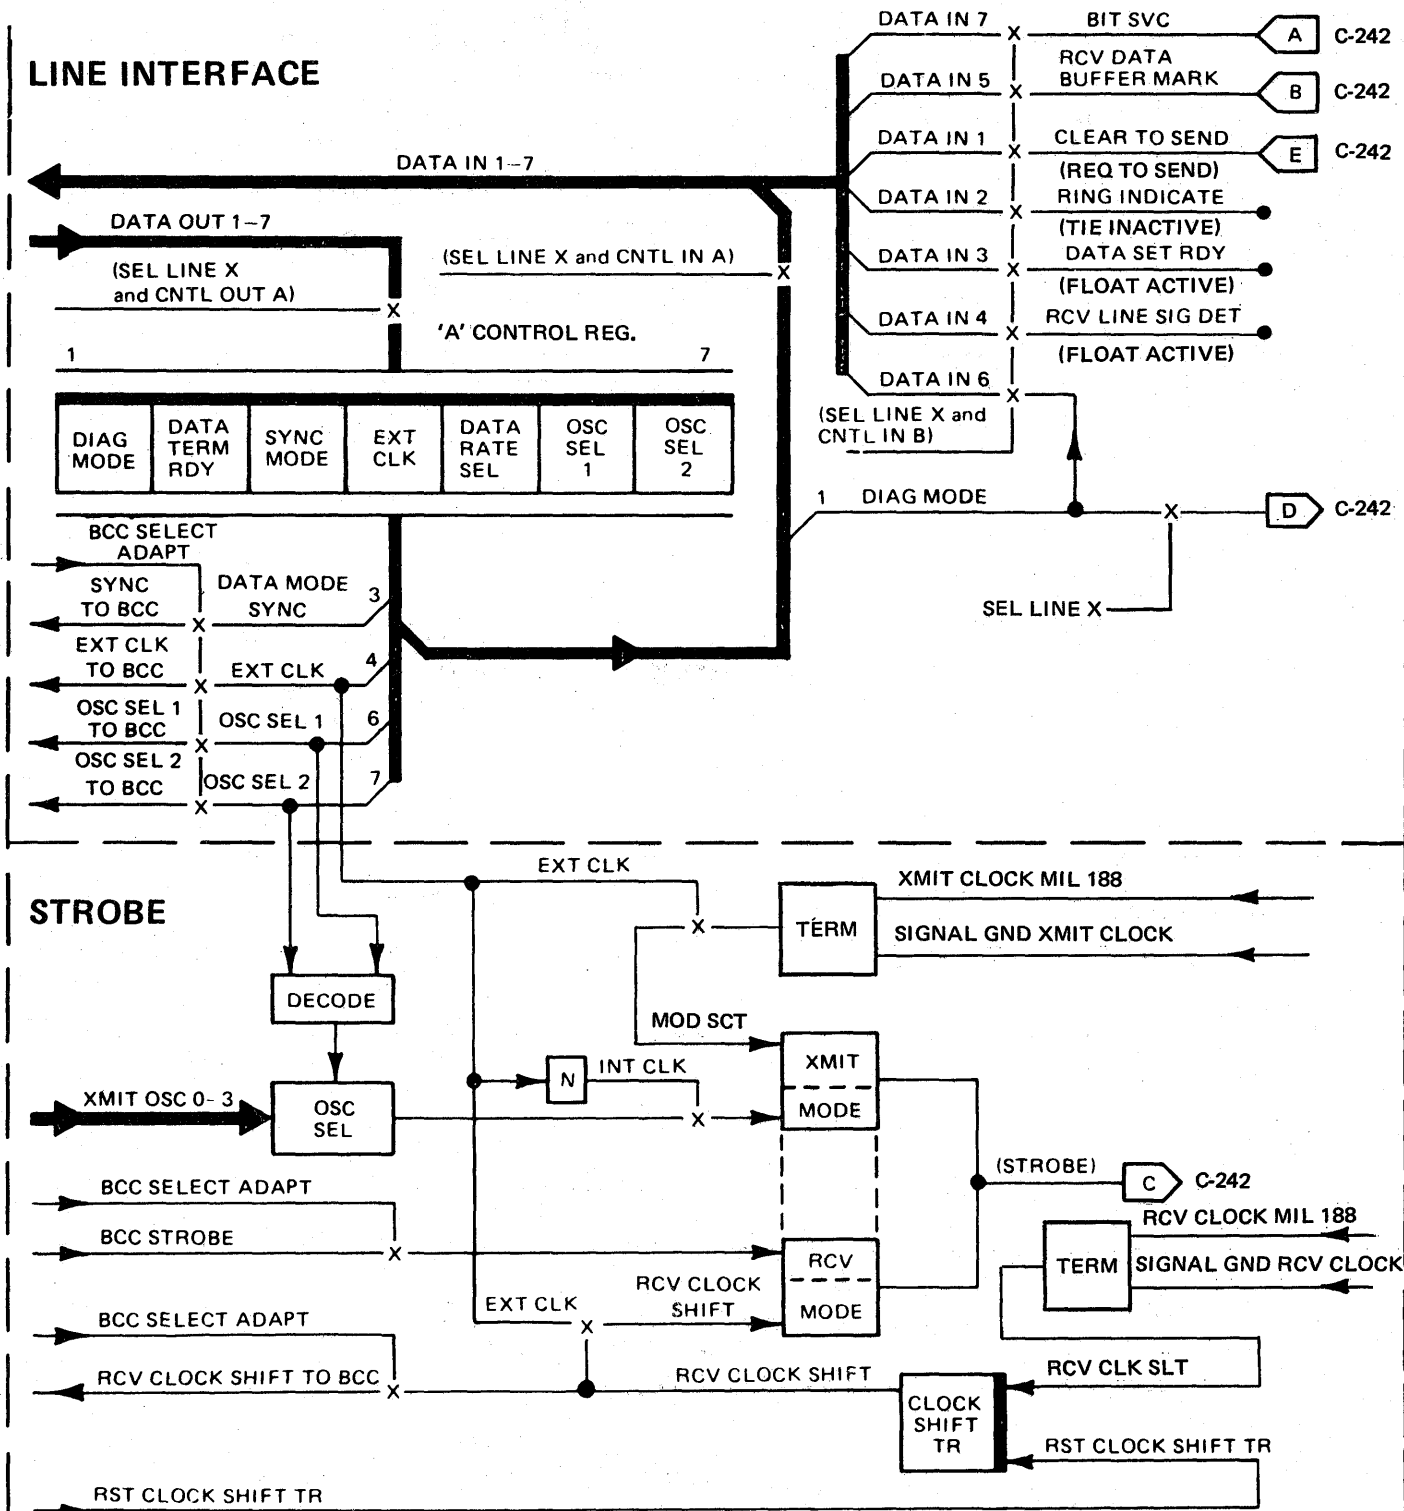 LINE INTERFACE
DATA IN 7
BIT SVC
A
C-242
RCV DATA
BUFFER MARK
DATA IN 5
X
X
B
C-242
DATA IN 1
X
CLEAR TO SEND
E
C-242
(REQ TO SEND)
DATA IN 2
X
RING INDICATE
(TIE INACTIVE)
DATA IN 3
X
DATA SET RDY
(FLOAT ACTIVE)
DATA IN 4
X
RCV LINE SIG DET
(FLOAT ACTIVE)
DATA IN 6
X
(SEL LINE X and
CNTL IN B)
DATA IN 1-7
DATA OUT 1-7
(SEL LINE X
and CNTL OUT A)
X
(SEL LINE X and CNTL IN A)
X
'A' CONTROL REG.
1
7
DIAG
MODE
DATA
TERM
RDY
SYNC
MODE
EXT
CLK
DATA
RATE
SEL
OSC
SEL
1
OSC
SEL
2
1
DIAG MODE
X
D
C-242
SEL LINE X
BCC SELECT
ADAPT
SYNC
TO BCC
X
DATA MODE
SYNC
3
EXT CLK
TO BCC
X
EXT CLK
4
OSC SEL 1
TO BCC
X
OSC SEL 1
6
OSC SEL 2
TO BCC
X
OSC SEL 2
7
STROBE
EXT CLK
X
TERM
XMIT CLOCK MIL 188
SIGNAL GND XMIT CLOCK
DECODE
MOD SCT
XMIT
MODE
N
INT CLK
X
XMIT OSC 0-3
OSC
SEL
(STROBE)
C
C-242
BCC SELECT ADAPT
BCC STROBE
X
RCV
MODE
RCV CLOCK MIL 188
TERM
SIGNAL GND RCV CLOCK
EXT CLK
X
RCV CLOCK
SHIFT
BCC SELECT ADAPT
RCV CLOCK SHIFT TO BCC
X
RCV CLOCK SHIFT
CLOCK
SHIFT
TR
RCV CLK SLT
RST CLOCK SHIFT TR
RST CLOCK SHIFT TR